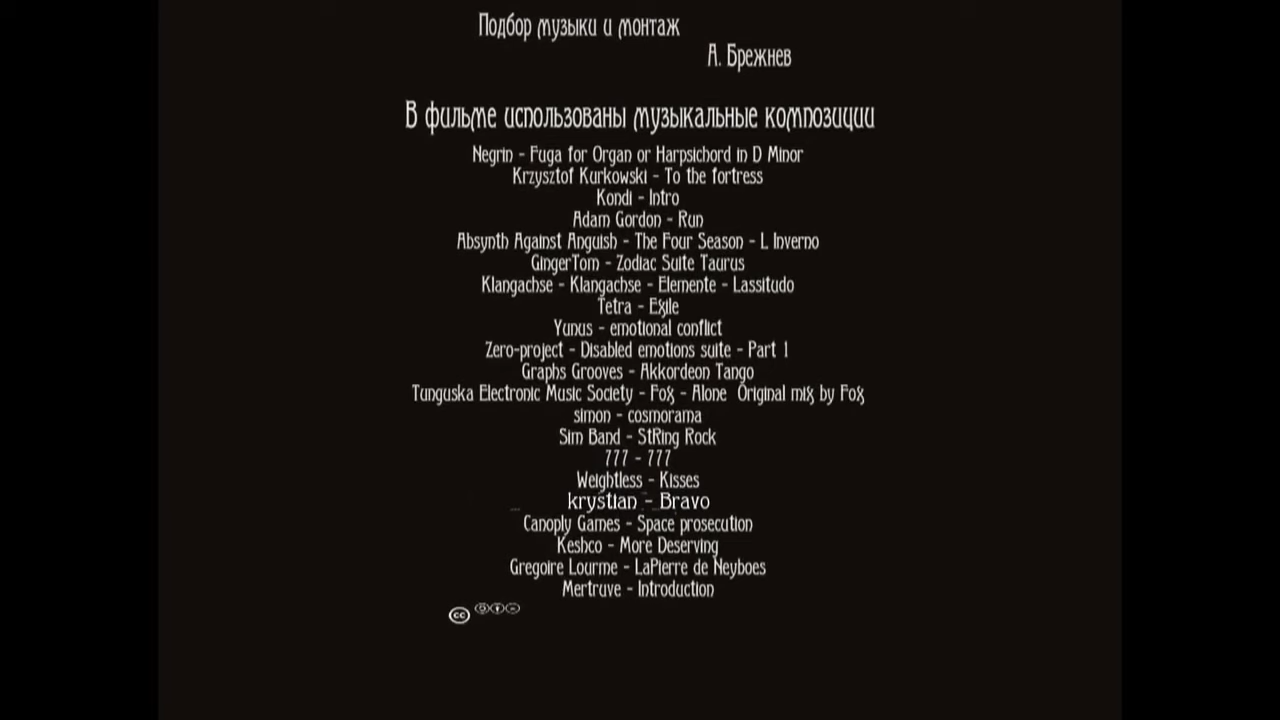 Подбор музыки и монтаж
А. Брежнев
В фильме использованы музыкальные композиции
Negrin - Fuga for Organ or Harpsichord in D Minor
Krzysztof Kurkowski - To the fortress
Kondi - Intro
Adam Gordon - Run
Absynth Against Anguish - The Four Season - L Inverno
GingerTom - Zodiac Suite Taurus
Klangachse - Klangachse - Elemente - Lassitudo
Tetra - Exile
Yunus - emotional conflict
Zero-project - Disabled emotions suite - Part 1
Graphs Grooves - Akkordeon Tango
Tunguska Electronic Music Society - Fox - Alone Original mix by Fox
simon - cosmorama
Sim Band - StRing Rock
777 - 777
Weightless - Kisses
krystian - Bravo
Canoply Games - Space prosecution
Keshco - More Deserving
Gregoire Lourme - LaPierre de Neyboes
Mertruve - Introduction
cc